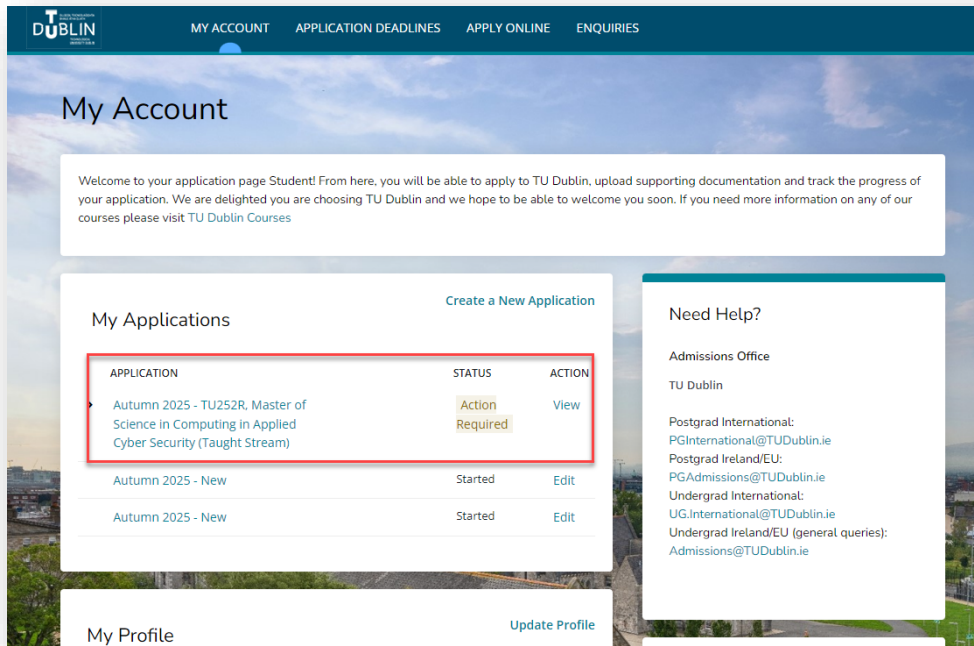 DUBLIN
MY ACCOUNT APPLICATION DEADLINES APPLY ONLINE ENQUIRIES
My Account
Welcome to your application page Student! From here, you will be able to apply to TU Dublin, upload supporting documentation and track the progress of
your application. We are delighted you are choosing TU Dublin and we hope to be able to welcome you soon. If you need more information on any of our
courses please visit TU Dublin Courses
Create a New Application
My Applications
APPLICATION STATUS ACTION
Autumn 2025 - TU252R, Master of Action View
Science in Computing in Applied Required
Cyber Security (Taught Stream)
Autumn 2025 - New Started Edit
Autumn 2025 - New Started Edit
Need Help?
Admissions Office
TU Dublin
Postgrad International:
PGInternational@TUDublin.ie
Postgrad Ireland/EU:
PGAdmissions@TUDublin.ie
Undergrad International:
UG.International@TUDublin.ie
Undergrad Ireland/EU (general queries):
Admissions@TUDublin.ie
Update Profile
My Profile